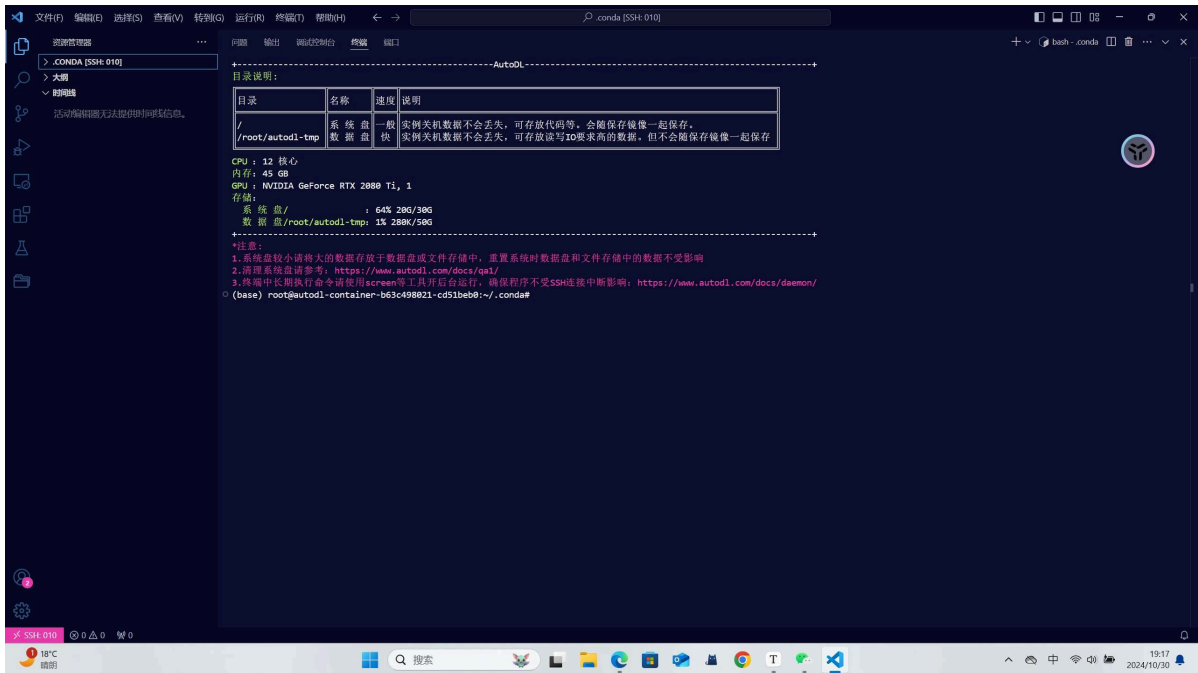 文件(F) 编辑(E) 选择(S) 查看(V) 转到(G) 运行(R) 终端(T) 帮助(H)
.conda [SSH: 010]
资源管理器
.CONDA [SSH: 010]
大纲
时间线
活动编辑器无法提供时间线信息。
问题 输出 调试控制台 终端 端口
bash - .conda
+--------------------------------------------------AutoDL--------------------------------------------------------+
目录说明:
目录 名称 速度 说明
/ 系 统 盘 一般 实例关机数据不会丢失，可存放代码等。会随保存镜像一起保存。
/root/autodl-tmp 数 据 盘 快 实例关机数据不会丢失，可存放读写IO要求高的数据。但不会随保存镜像一起保存
CPU : 12 核心
内存: 45 GB
GPU : NVIDIA GeForce RTX 2080 Ti, 1
存储:
系 统 盘/ : 64% 20G/30G
数 据 盘/root/autodl-tmp: 1% 280K/50G
+----------------------------------------------------------------------------------------------------------------+
*注意:
1.系统盘较小请将大的数据存放于数据盘或文件存储中，重置系统时数据盘和文件存储中的数据不受影响
2.清理系统盘请参考: https://www.autodl.com/docs/qa1/
3.终端中长期执行命令请使用screen等工具开后台运行，确保程序不受SSH连接中断影响: https://www.autodl.com/docs/daemon/
(base) root@autodl-container-b63c498021-cd51beb0:~/.conda#
2
SSH: 010 0 0 0
1
18°C
晴朗
搜索
中
19:17
2024/10/30